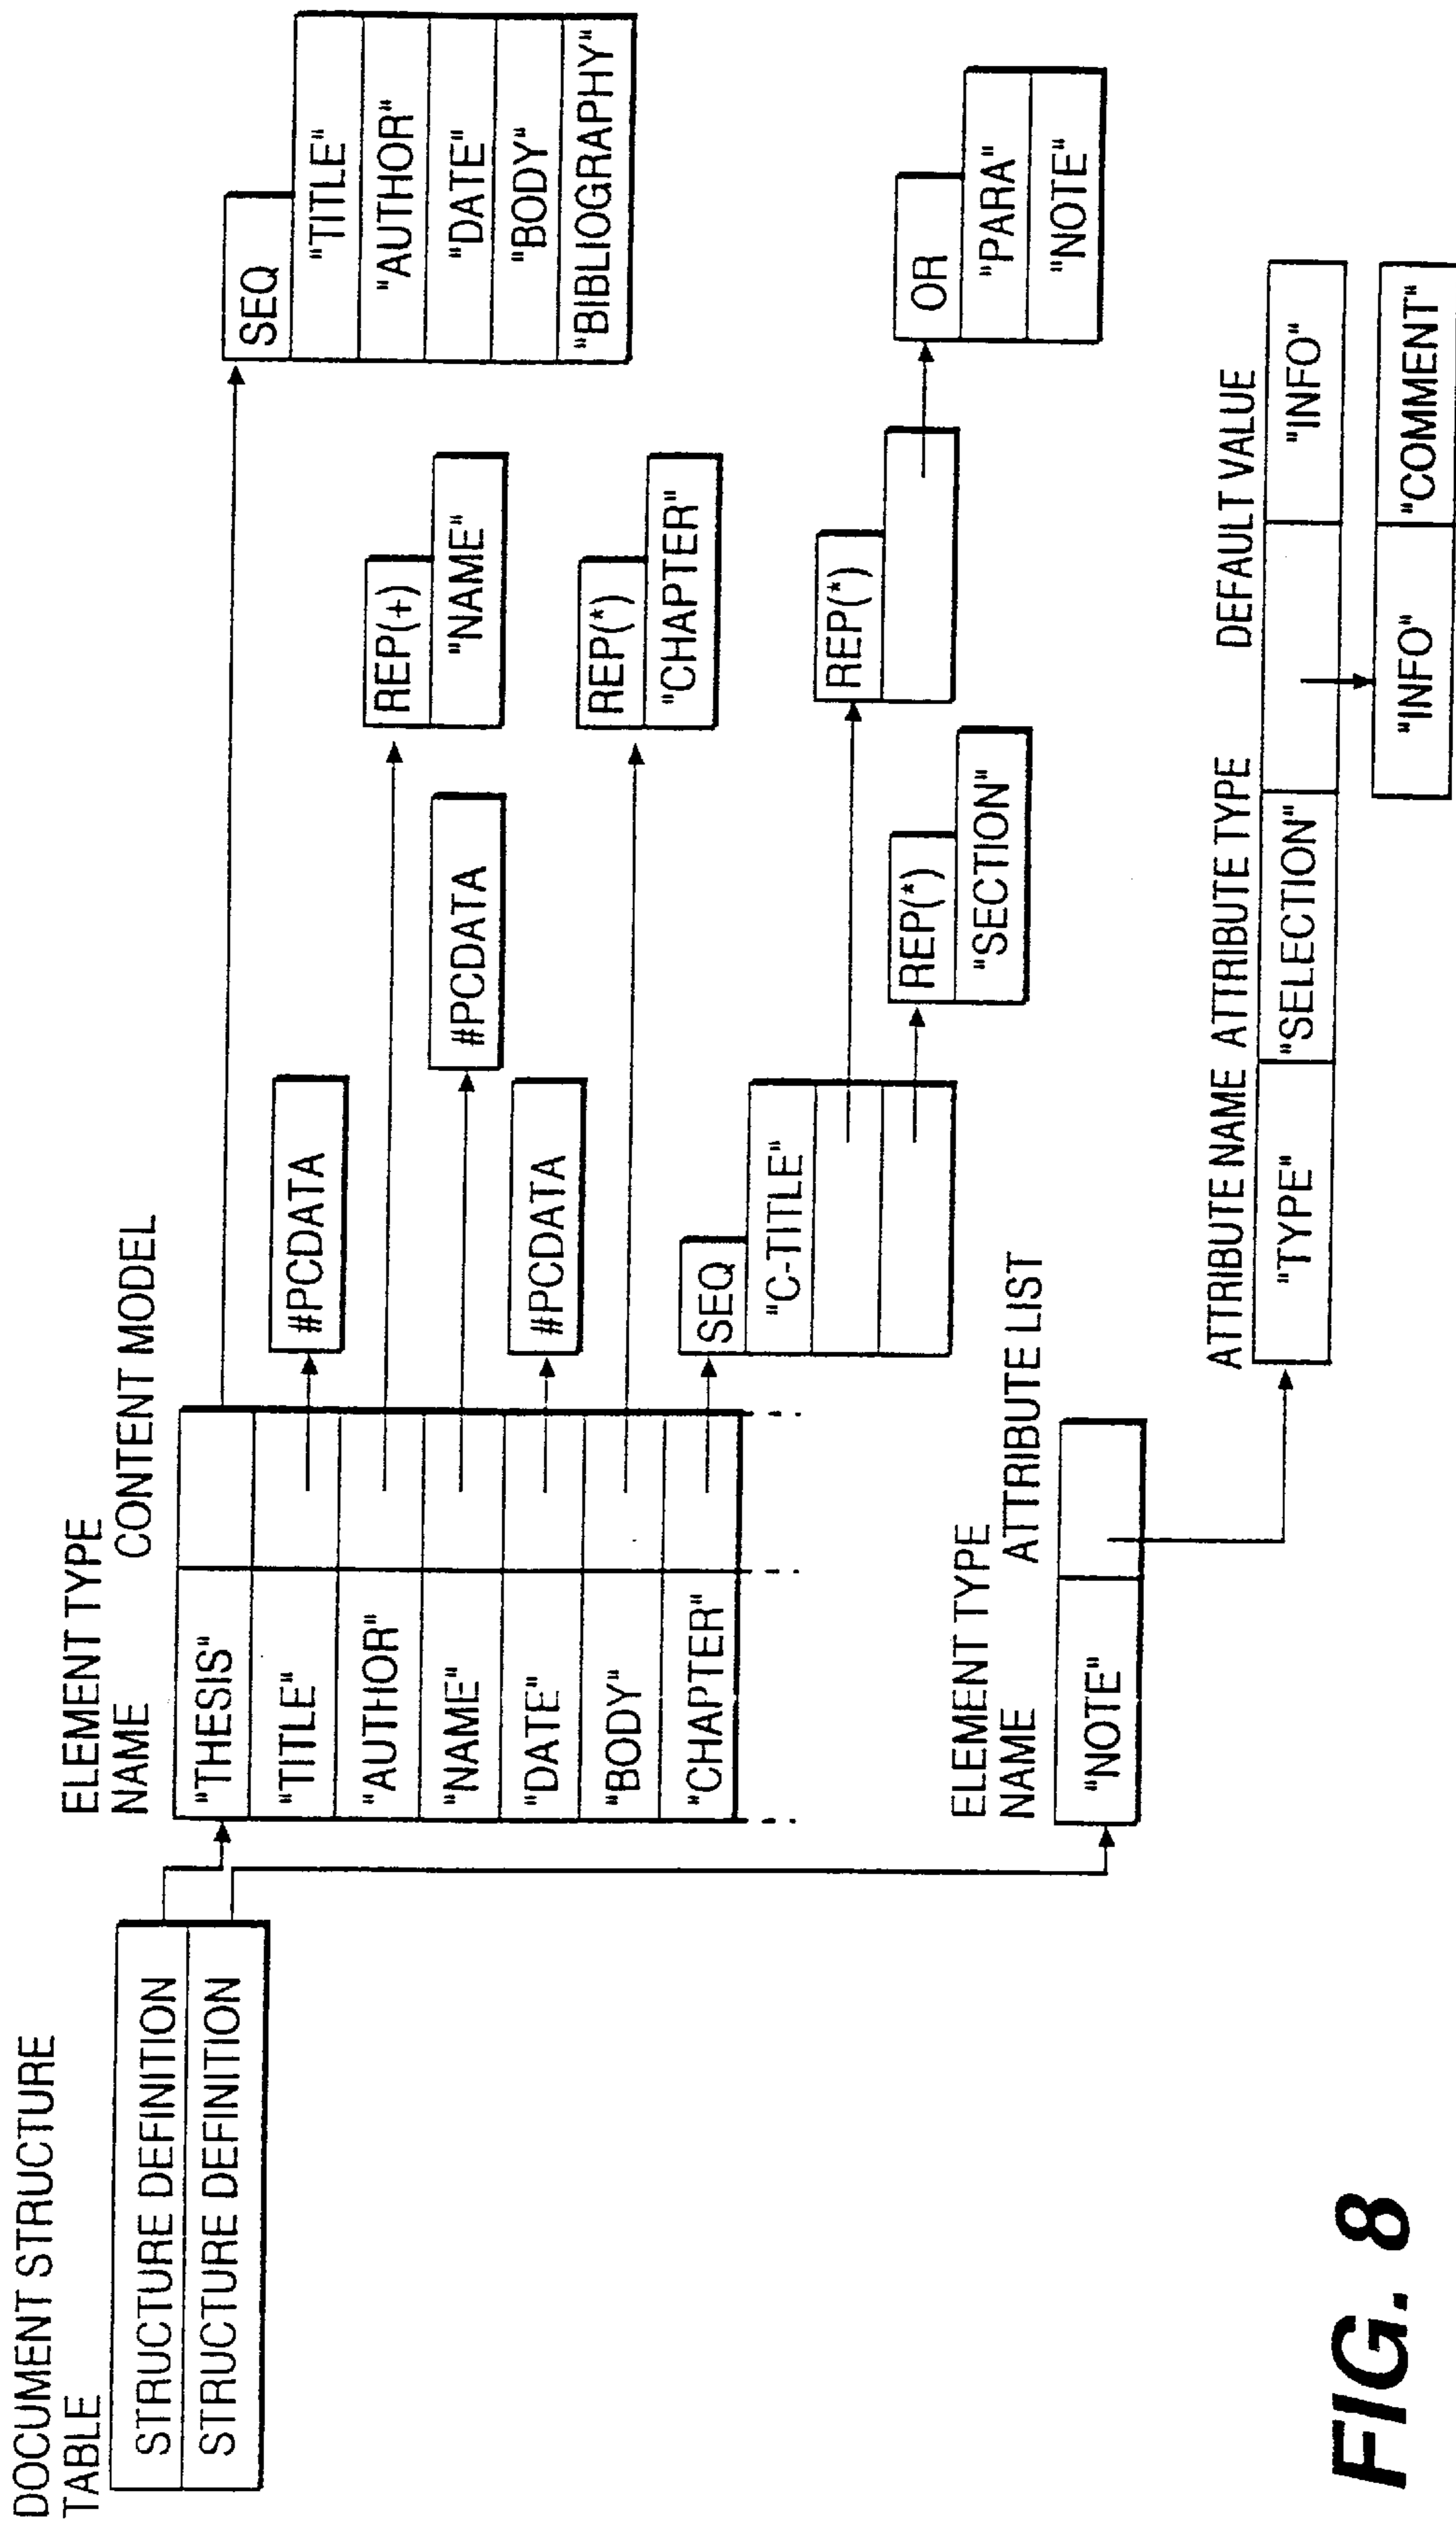 DOCUMENT STRUCTURE
TABLE
STRUCTURE DEFINITION
STRUCTURE DEFINITION
ELEMENT TYPE
NAME
CONTENT MODEL
"THESIS"
"TITLE"
"AUTHOR"
"NAME"
"DATE"
"BODY"
"CHAPTER"
SEQ
"TITLE"
"AUTHOR"
"DATE"
"BODY"
"BIBLIOGRAPHY"
#PCDATA
REP(+)
"NAME"
#PCDATA
#PCDATA
REP(*)
"CHAPTER"
SEQ
"C-TITLE"
REP(*)
OR
"PARA"
"NOTE"
REP(*)
"SECTION"
ELEMENT TYPE
NAME
ATTRIBUTE LIST
"NOTE"
ATTRIBUTE NAME ATTRIBUTE TYPE DEFAULT VALUE
"TYPE" "SELECTION" "INFO"
"INFO" "COMMENT"
FIG. 8